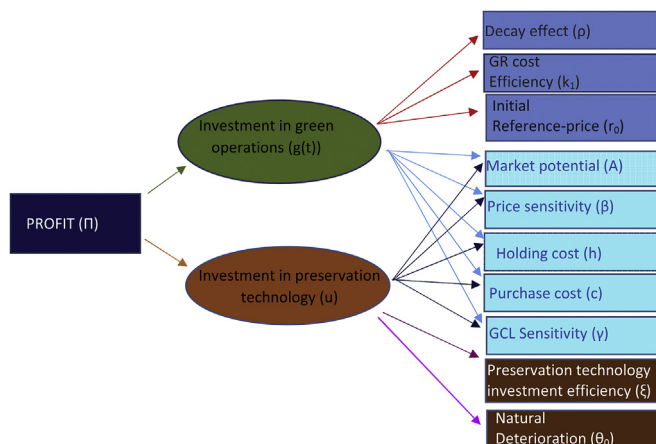 Decay effect (ρ)
GR cost
Efficiency (k₁)
Initial
Reference-price (r₀)
Investment in green
operations (g(t))
Market potential (A)
Price sensitivity (β)
PROFIT (Π)
Holding cost (h)
Investment in preservation
technology (u)
Purchase cost (c)
GCL Sensitivity (γ)
Preservation technology
investment efficiency (ξ)
Natural
Deterioration (θ₀)